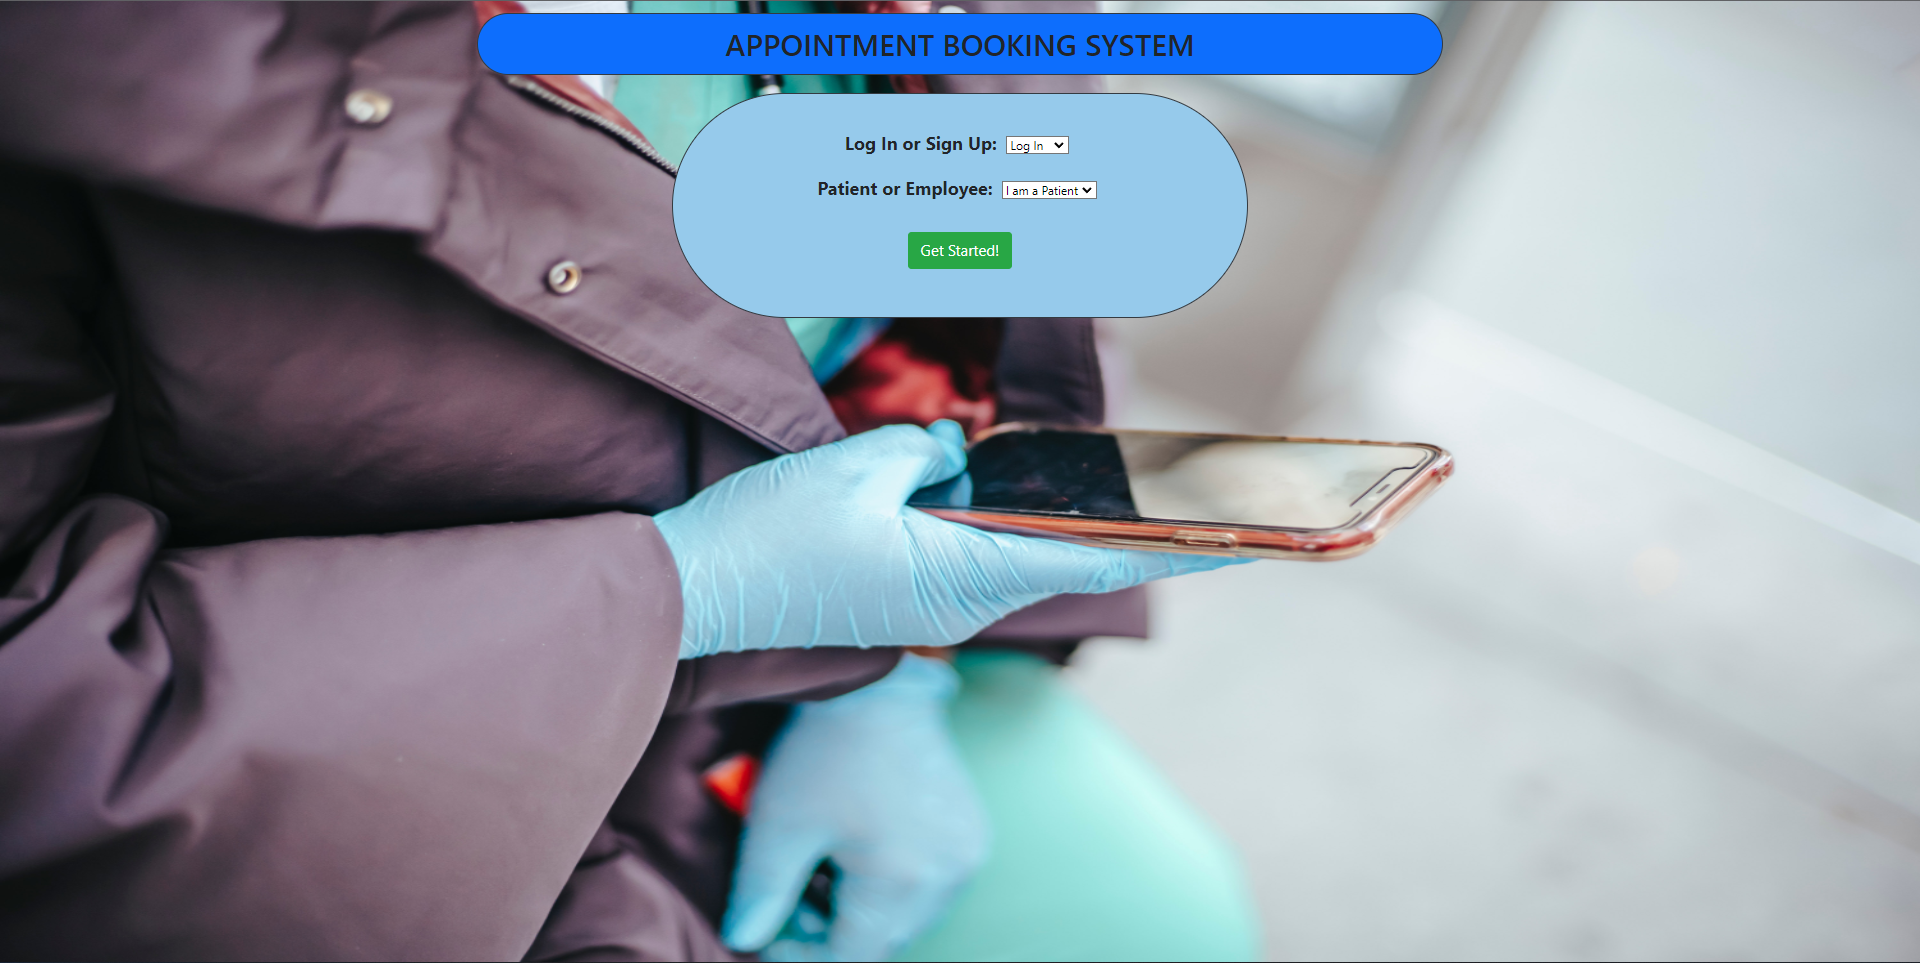 APPOINTMENT BOOKING SYSTEM
Log In or Sign Up: Log In
Patient or Employee: I am a Patient
Get Started!